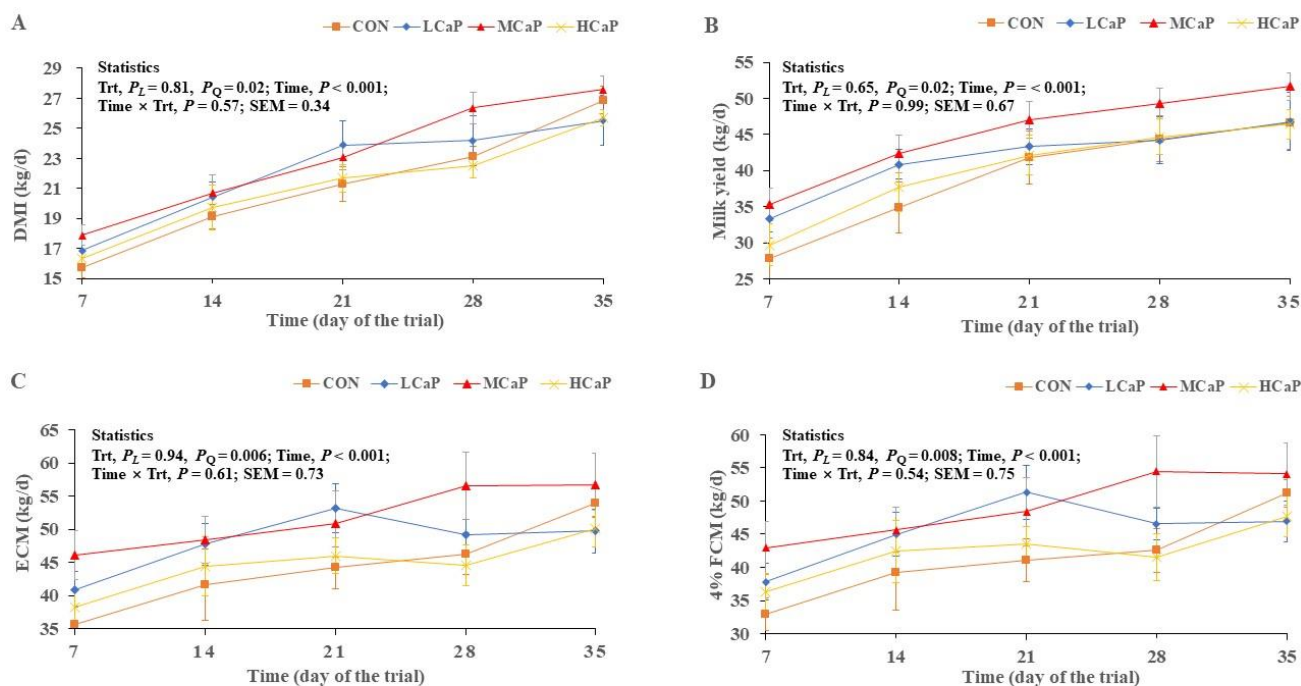 A
CON LCaP MCaP HCaP
Statistics
Trt, PL = 0.81, PQ = 0.02; Time, P < 0.001;
Time × Trt, P = 0.57; SEM = 0.34
DMI (kg/d)
29
27
25
23
21
19
17
15
7 14 21 28 35
Time (day of the trial)
B
CON LCaP MCaP HCaP
Statistics
Trt, PL = 0.65, PQ = 0.02; Time, P = < 0.001;
Time × Trt, P = 0.99; SEM = 0.67
Milk yield (kg/d)
55
50
45
40
35
30
25
7 14 21 28 35
Time (day of the trial)
C
CON LCaP MCaP HCaP
Statistics
Trt, PL = 0.94, PQ = 0.006; Time, P < 0.001;
Time × Trt, P = 0.61; SEM = 0.73
ECM (kg/d)
65
60
55
50
45
40
35
7 14 21 28 35
Time (day of the trial)
D
CON LCaP MCaP HCaP
Statistics
Trt, PL = 0.84, PQ = 0.008; Time, P < 0.001;
Time × Trt, P = 0.54; SEM = 0.75
4% FCM (kg/d)
60
55
50
45
40
35
30
7 14 21 28 35
Time (day of the trial)